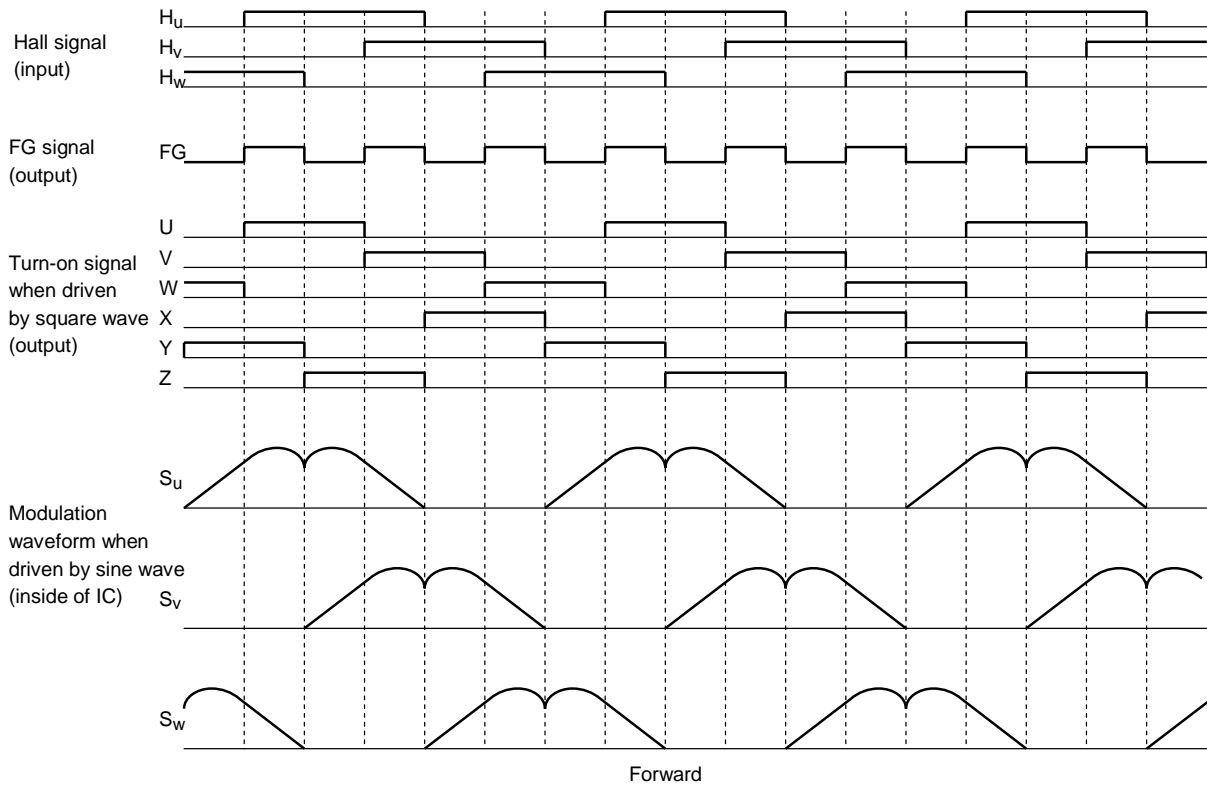 Hall signal
(input)
Hu
Hv
Hw
FG signal
(output)
FG
Turn-on signal
when driven
by square wave
(output)
U
V
W
X
Y
Z
Modulation
waveform when
driven by sine wave
(inside of IC)
Su
Sv
Sw
Forward